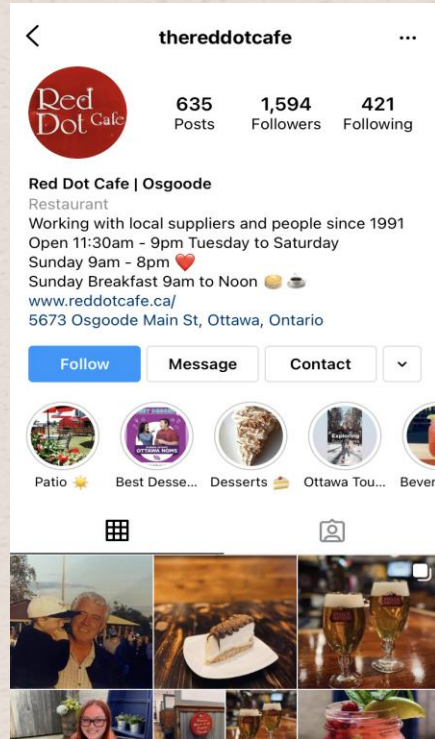 thereddotcafe
Red
Dot Cafe
635 1,594 421
Posts Followers Following
Red Dot Cafe | Osgoode
Restaurant
Working with local suppliers and people since 1991
Open 11:30am - 9pm Tuesday to Saturday
Sunday 9am - 8pm ❤️
Sunday Breakfast 9am to Noon 🥞 ☕
www.reddotcafe.ca/
5673 Osgoode Main St, Ottawa, Ontario
Follow Message Contact
OTTAWA NOMS
Exploring
Patio ☀️ Best Desse... Desserts 🍰 Ottawa Tou... Bever